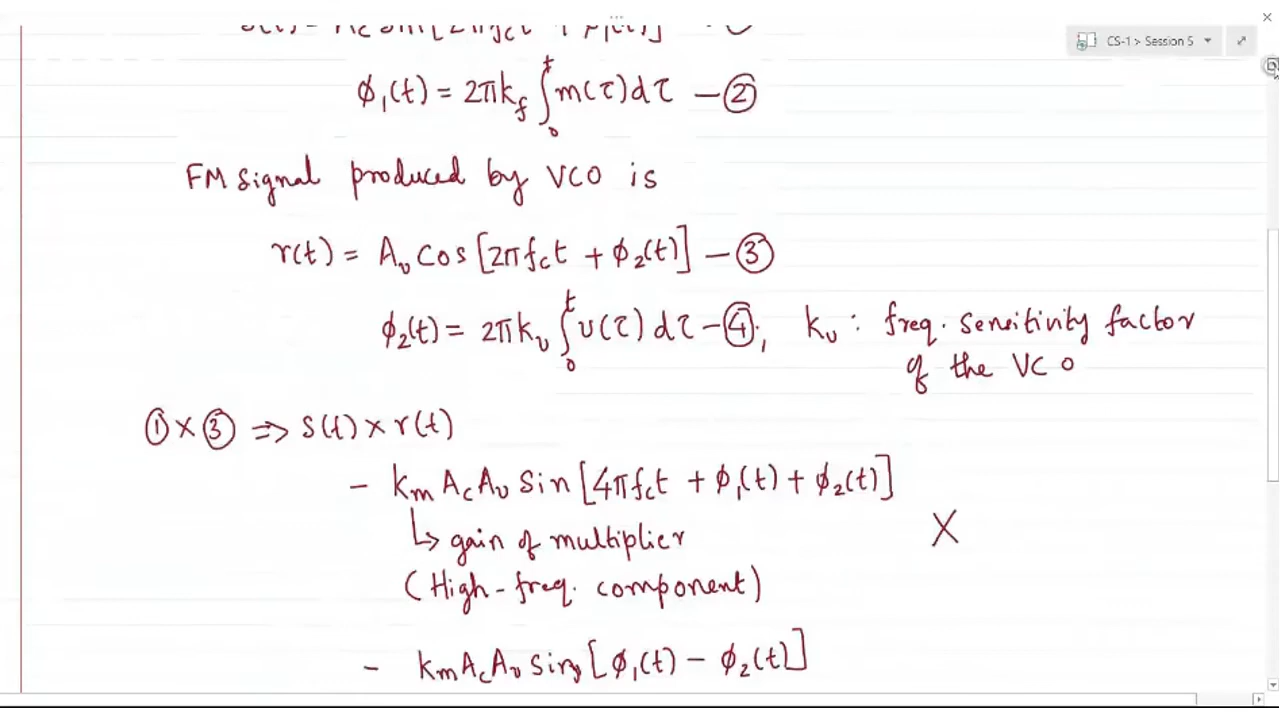 CS-1 > Session 5
ϕ₁(t) = 2πk_f ∫₀ᵗ m(τ)dτ — ②
FM signal produced by VCO is
r(t) = A_v Cos[2πf_ct + ϕ₂(t)] — ③
ϕ₂(t) = 2πk_v ∫₀ᵗ v(τ)dτ — ④, k_v : freq. sensitivity factor
of the VCO
① × ③ ⇒ s(t) × r(t)
- k_m A_c A_v Sin[4πf_ct + ϕ₁(t) + ϕ₂(t)]
↳ gain of multiplier
X
(High-freq. component)
- k_m A_c A_v Sin[ϕ₁(t) - ϕ₂(t)]